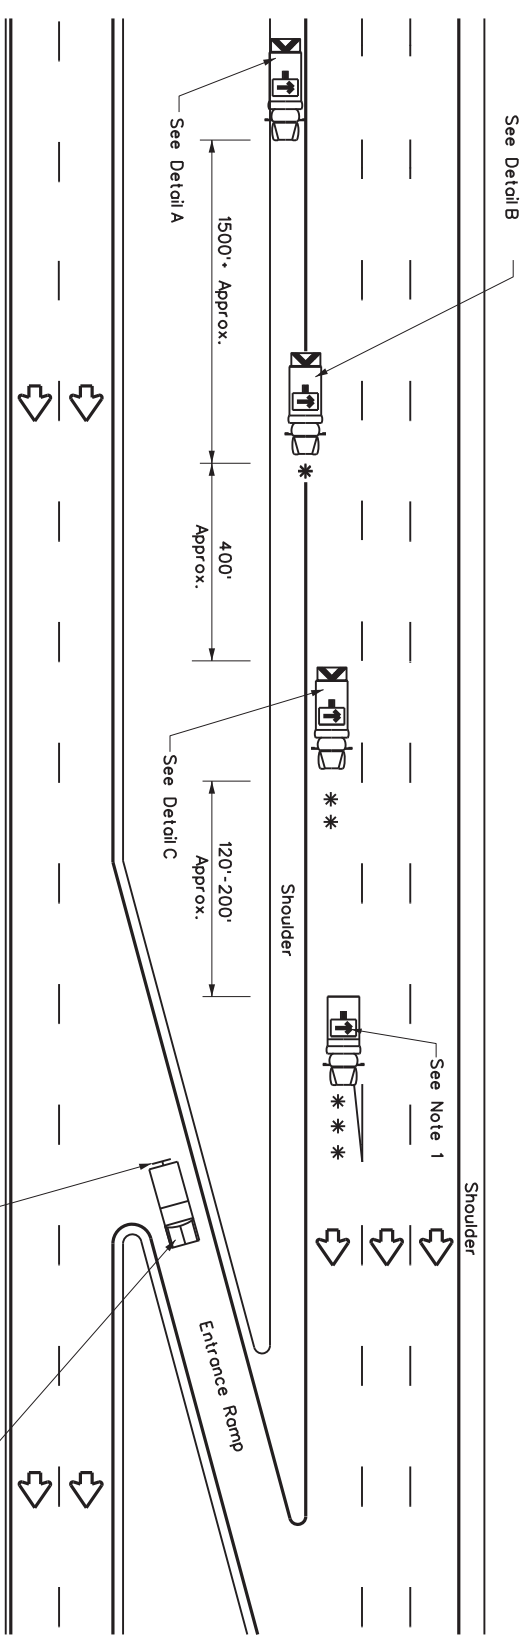 See Detail B
See Detail A
1500'+ Approx.
*
400'
Approx.
See Detail C
* *
120'-200'
Approx.
Shoulder
See Note 1
* * *
Shoulder
Entrance Ramp